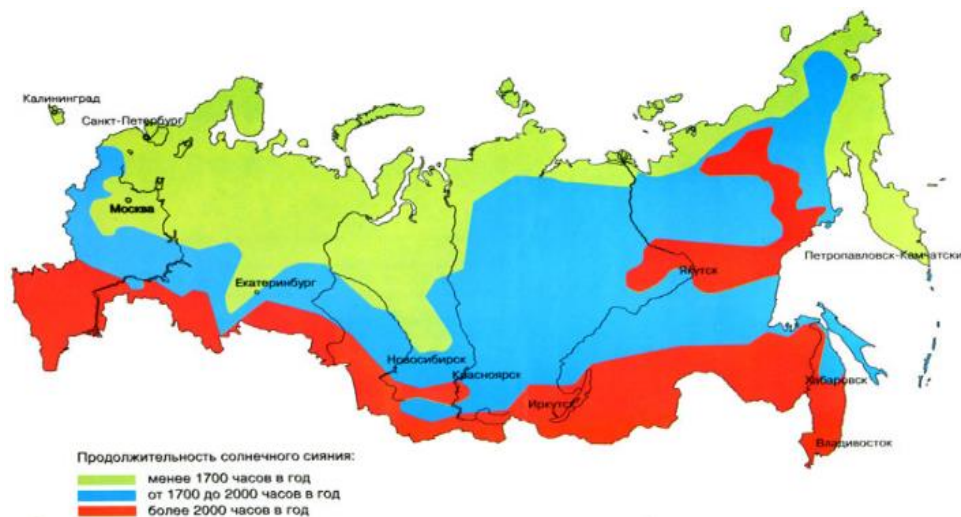 Калининград
Санкт-Петербург
Москва
Екатеринбург
Якутск
Петропавловск-Камчатски
Новосибирск
Красноярск
Хабаровск
Иркутск
Владивосток
Продолжительность солнечного сияния:
менее 1700 часов в год
от 1700 до 2000 часов в год
более 2000 часов в год